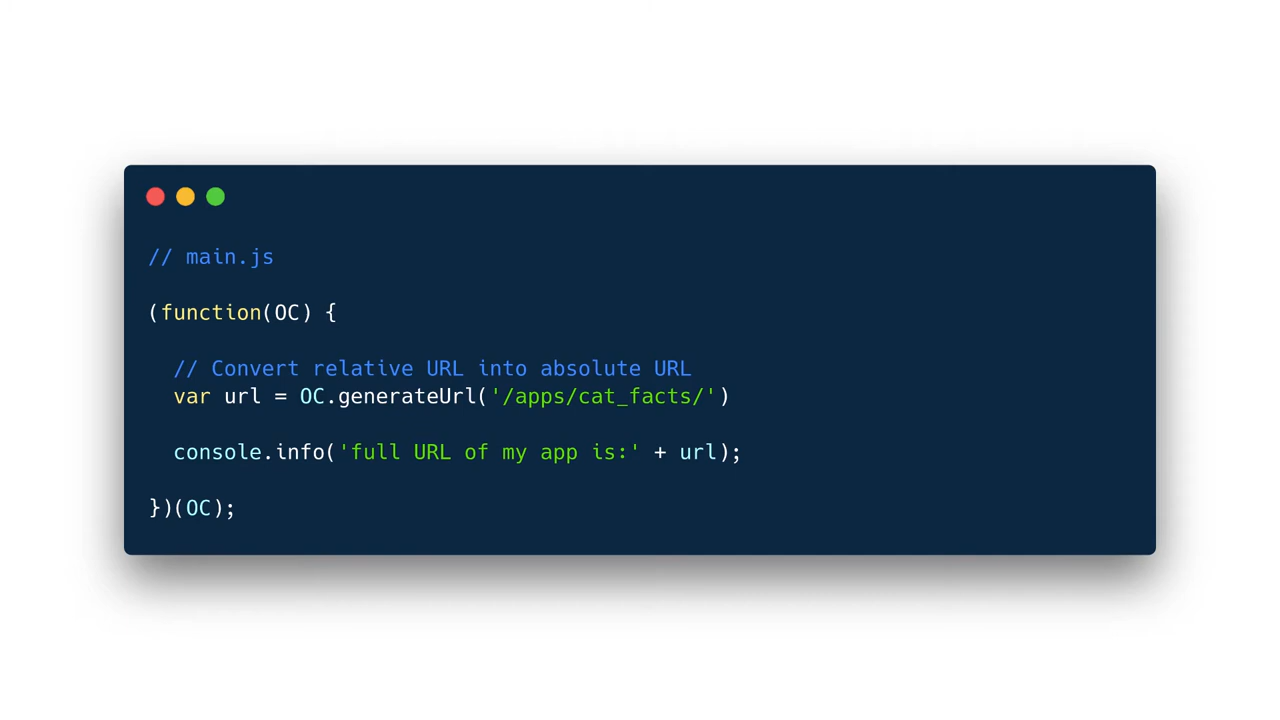 // main.js
(function(OC) {
// Convert relative URL into absolute URL
var url = OC.generateUrl('/apps/cat_facts/')
console.info('full URL of my app is:' + url);
})(OC);